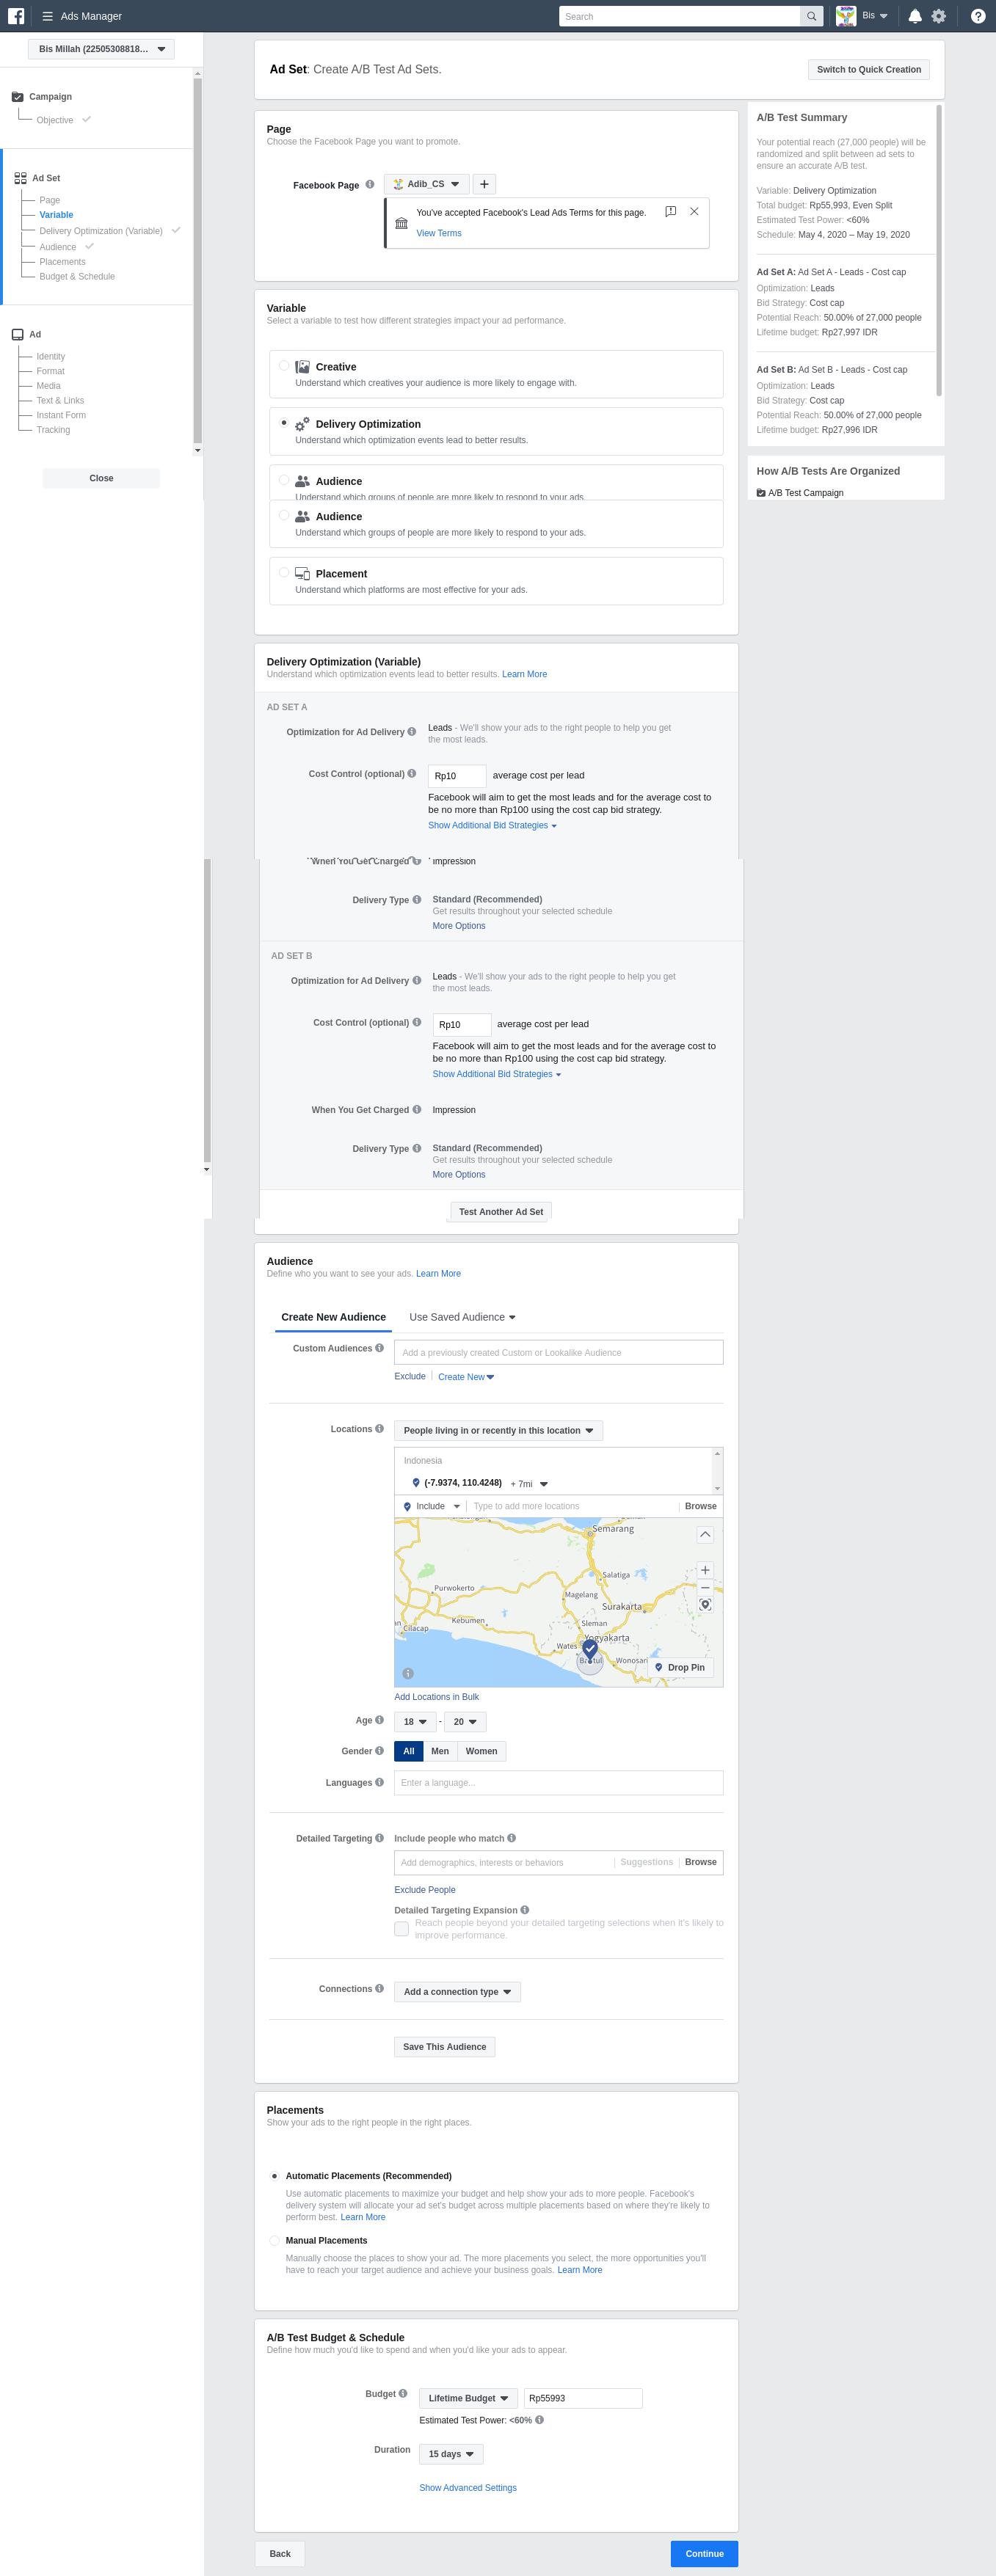 Ads Manager
Search
Bis
Bis Millah (22505308818...
Campaign
Objective
Ad Set
Page
Variable
Delivery Optimization (Variable)
Audience
Placements
Budget & Schedule
Ad
Identity
Format
Media
Text & Links
Instant Form
Tracking
Close
Ad Set: Create A/B Test Ad Sets.
Switch to Quick Creation
Page
Choose the Facebook Page you want to promote.
Facebook Page
Adib_CS
You've accepted Facebook's Lead Ads Terms for this page.
View Terms
Variable
Select a variable to test how different strategies impact your ad performance.
Creative
Understand which creatives your audience is more likely to engage with.
Delivery Optimization
Understand which optimization events lead to better results.
Audience
Understand which groups of people are more likely to respond to your ads.
Audience
Understand which groups of people are more likely to respond to your ads.
Placement
Understand which platforms are most effective for your ads.
A/B Test Summary
Your potential reach (27,000 people) will be
randomized and split between ad sets to
ensure an accurate A/B test.
Variable: Delivery Optimization
Total budget: Rp55,993, Even Split
Estimated Test Power: <60%
Schedule: May 4, 2020 – May 19, 2020
Ad Set A: Ad Set A - Leads - Cost cap
Optimization: Leads
Bid Strategy: Cost cap
Potential Reach: 50.00% of 27,000 people
Lifetime budget: Rp27,997 IDR
Ad Set B: Ad Set B - Leads - Cost cap
Optimization: Leads
Bid Strategy: Cost cap
Potential Reach: 50.00% of 27,000 people
Lifetime budget: Rp27,996 IDR
How A/B Tests Are Organized
A/B Test Campaign
Delivery Optimization (Variable)
Understand which optimization events lead to better results. Learn More
AD SET A
Optimization for Ad Delivery
Leads - We'll show your ads to the right people to help you get
the most leads.
Cost Control (optional)
Rp10 average cost per lead
Facebook will aim to get the most leads and for the average cost to
be no more than Rp100 using the cost cap bid strategy.
Show Additional Bid Strategies
When You Get Charged
Impression
Delivery Type
Standard (Recommended)
Get results throughout your selected schedule
More Options
AD SET B
Optimization for Ad Delivery
Leads - We'll show your ads to the right people to help you get
the most leads.
Cost Control (optional)
Rp10 average cost per lead
Facebook will aim to get the most leads and for the average cost to
be no more than Rp100 using the cost cap bid strategy.
Show Additional Bid Strategies
When You Get Charged
Impression
Delivery Type
Standard (Recommended)
Get results throughout your selected schedule
More Options
Test Another Ad Set
Audience
Define who you want to see your ads. Learn More
Create New Audience
Use Saved Audience
Custom Audiences
Add a previously created Custom or Lookalike Audience
Exclude
Create New
Locations
People living in or recently in this location
Indonesia
(-7.9374, 110.4248) + 7mi
Include
Type to add more locations
Browse
Semarang
Salatiga
Purwokerto
Magelang
Surakarta
Kebumen
Sleman
Cilacap
Yogyakarta
Wates
Wonosari
Drop Pin
Add Locations in Bulk
Age
18 - 20
Gender
All Men Women
Languages
Enter a language...
Detailed Targeting
Include people who match
Add demographics, interests or behaviors
Suggestions
Browse
Exclude People
Detailed Targeting Expansion
Reach people beyond your detailed targeting selections when it's likely to
improve performance.
Connections
Add a connection type
Save This Audience
Placements
Show your ads to the right people in the right places.
Automatic Placements (Recommended)
Use automatic placements to maximize your budget and help show your ads to more people. Facebook's
delivery system will allocate your ad set's budget across multiple placements based on where they're likely to
perform best. Learn More
Manual Placements
Manually choose the places to show your ad. The more placements you select, the more opportunities you'll
have to reach your target audience and achieve your business goals. Learn More
A/B Test Budget & Schedule
Define how much you'd like to spend and when you'd like your ads to appear.
Budget
Lifetime Budget
Rp55993
Estimated Test Power: <60%
Duration
15 days
Show Advanced Settings
Back
Continue